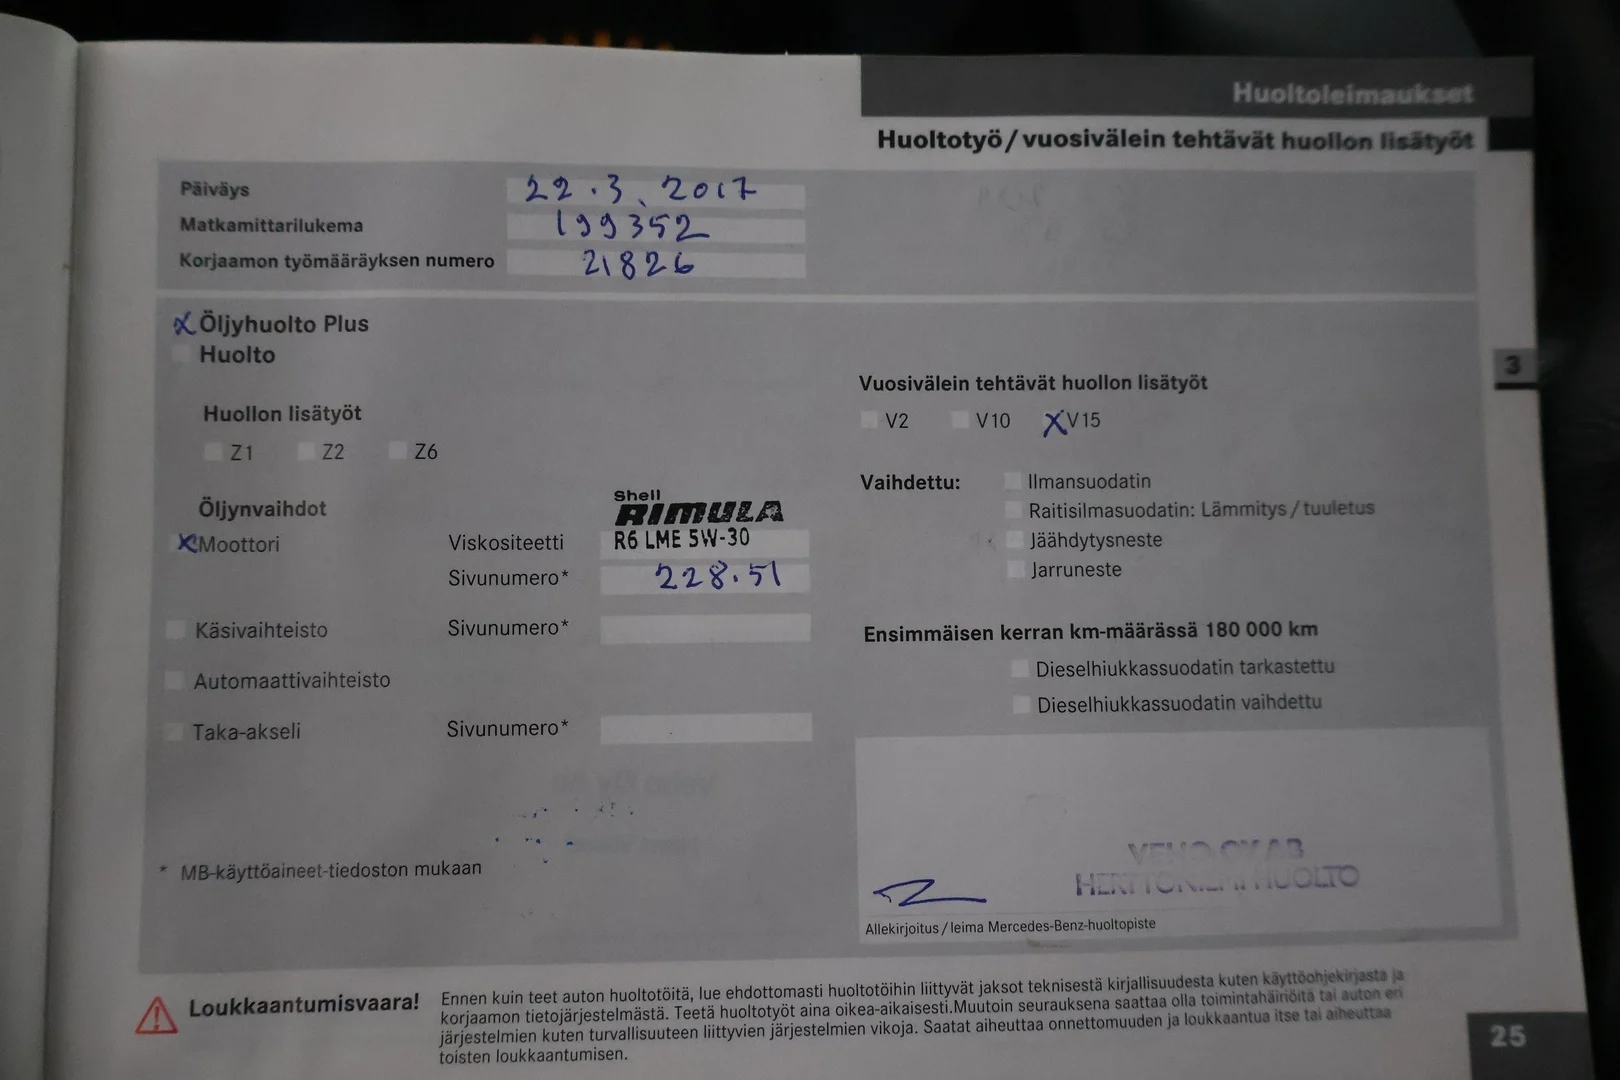 Huoltoleimaukset
Huoltotyö/vuosivälein tehtävät huollon lisätyöt
Päiväys 22.3.2017
Matkamittarilukema 199352
Korjaamon työmääräyksen numero 21826
x Öljyhuolto Plus
Huolto
Huollon lisätyöt
Z1 Z2 Z6
Öljynvaihdot
x Moottori
Viskositeetti
Shell
RIMULA
R6 LME 5W-30
Sivunumero* 228.51
Käsivaihteisto Sivunumero*
Automaattivaihteisto
Taka-akseli Sivunumero*
* MB-käyttöaineet-tiedoston mukaan
Vuosivälein tehtävät huollon lisätyöt
V2 V10 x V15
Vaihdettu: Ilmansuodatin
Raitisilmasuodatin: Lämmitys/tuuletus
Jäähdytysneste
Jarruneste
Ensimmäisen kerran km-määrässä 180 000 km
Dieselhiukkassuodatin tarkastettu
Dieselhiukkassuodatin vaihdettu
VEHO OY AB
HERTTONIEMI HUOLTO
Allekirjoitus/leima Mercedes-Benz-huoltopiste
3
Loukkaantumisvaara!
Ennen kuin teet auton huoltotöitä, lue ehdottomasti huoltotöihin liittyvät jaksot teknisestä kirjallisuudesta kuten käyttöohjekirjasta ja
korjaamon tietojärjestelmästä. Teetä huoltotyöt aina oikea-aikaisesti.Muutoin seurauksena saattaa olla toimintahäiriöitä tai auton eri
järjestelmien kuten turvallisuuteen liittyvien järjestelmien vikoja. Saatat aiheuttaa onnettomuuden ja loukkaantua itse tai aiheuttaa
toisten loukkaantumisen.
25